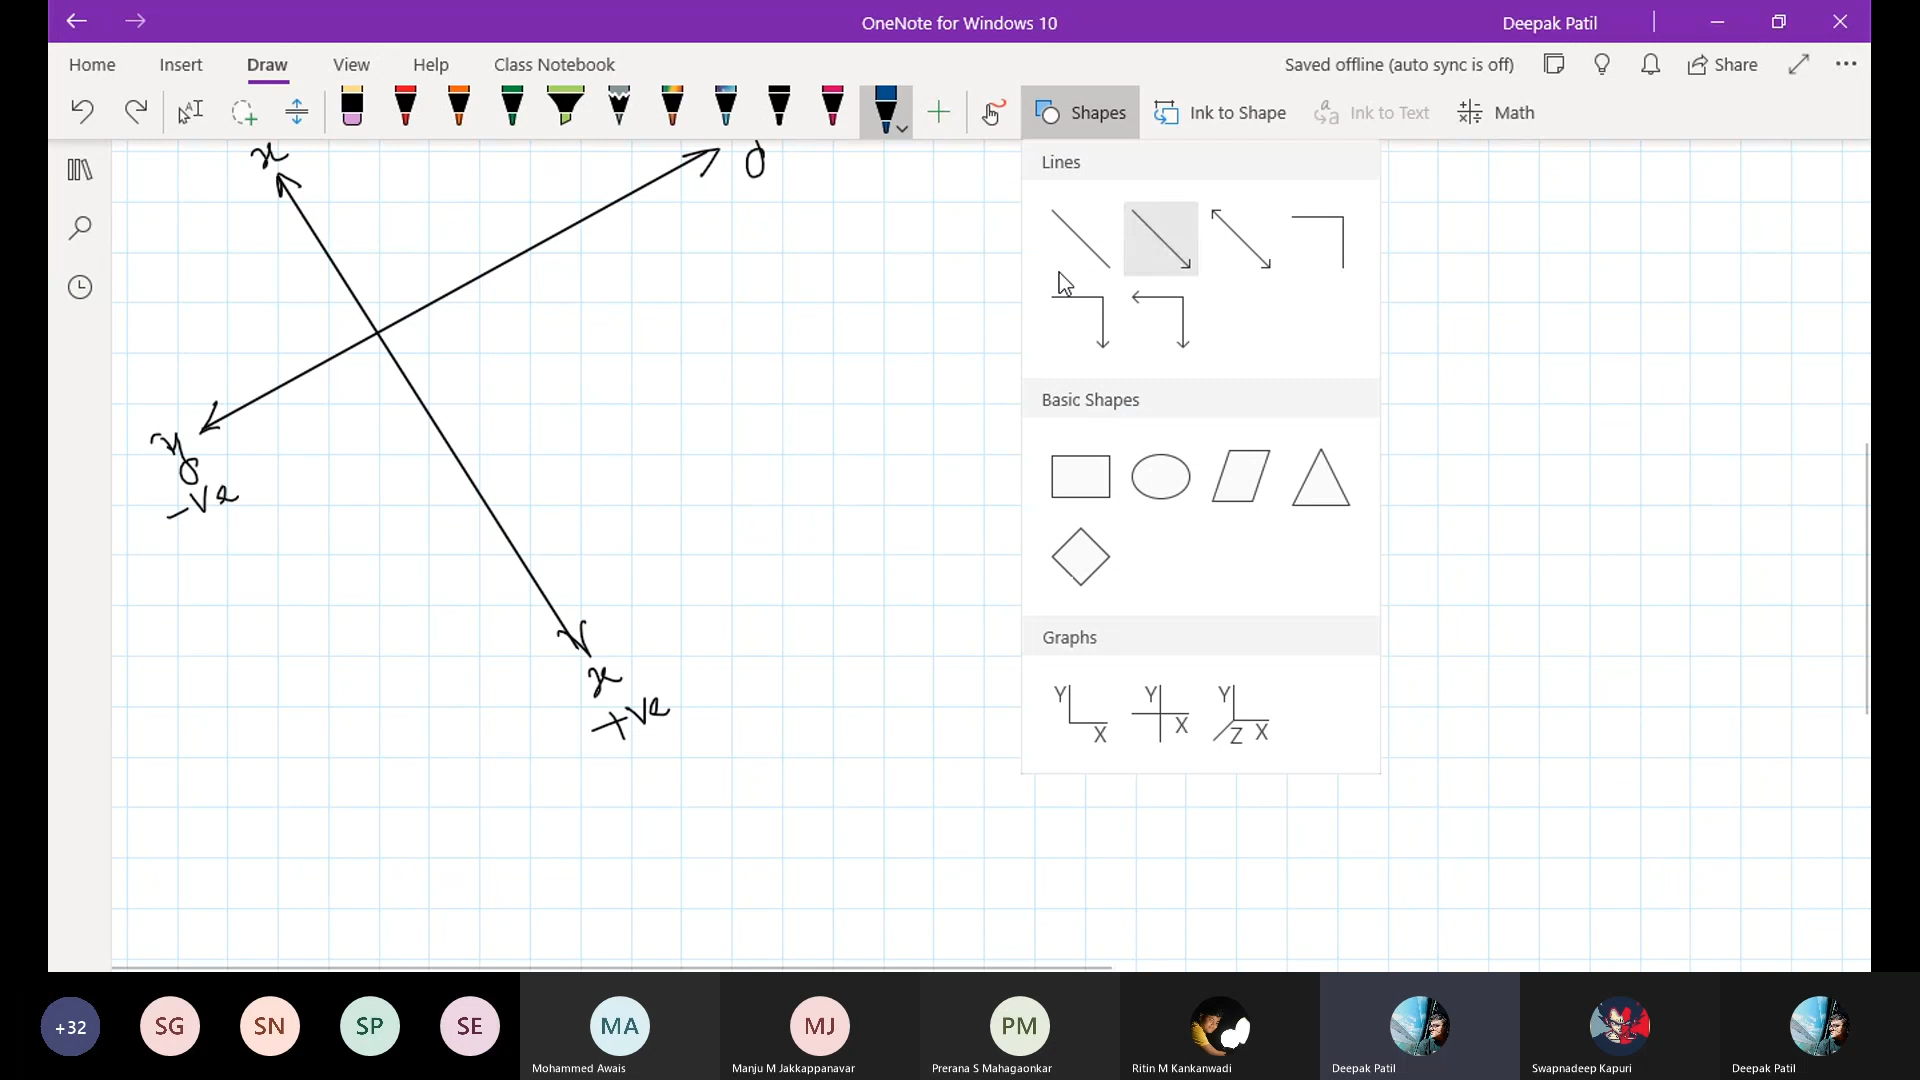 OneNote for Windows 10
Deepak Patil
Home Insert Draw View Help Class Notebook
Saved offline (auto sync is off)
Share
Shapes
Ink to Shape
Ink to Text
Math
Lines
Basic Shapes
Graphs
Y
X
Y
X
Y
Z X
x
y
-ve
x
+ve
+32
SG
SN
SP
SE
MA
MJ
PM
Mohammed Awais
Manju M Jakkappanavar
Prerana S Mahagaonkar
Ritin M Kankanwadi
Deepak Patil
Swapnadeep Kapuri
Deepak Patil